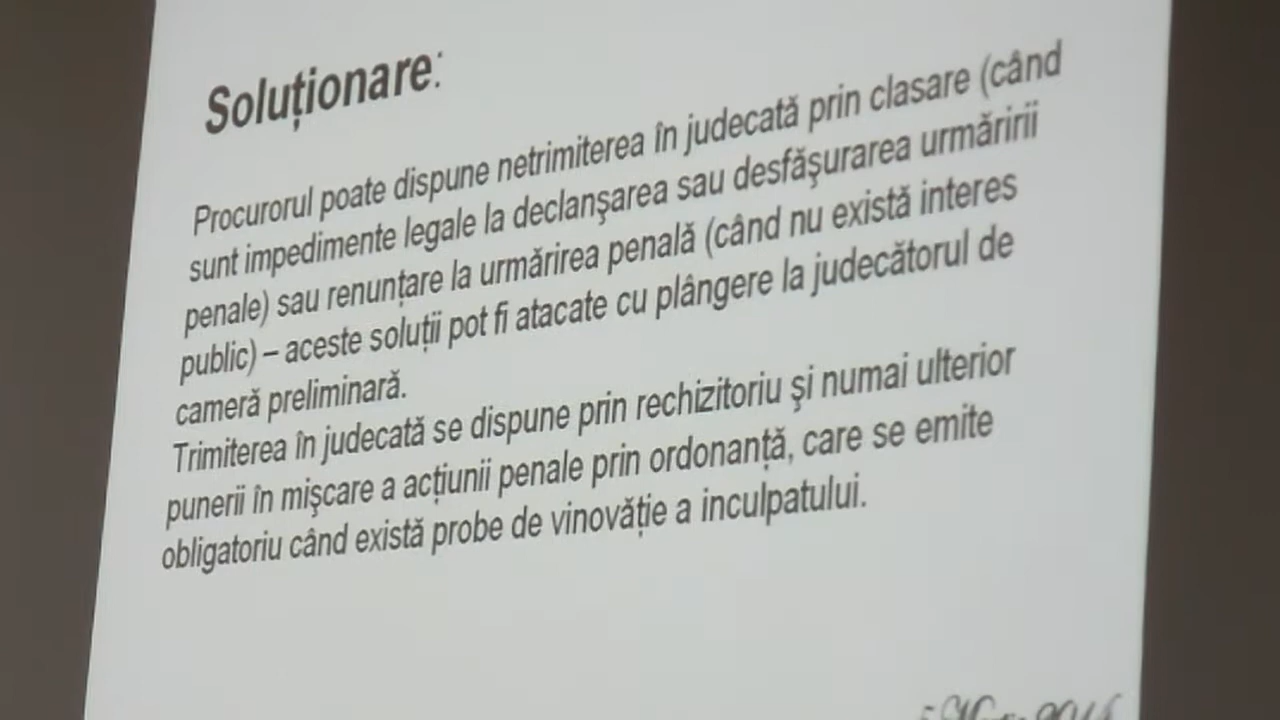 Soluționare:
Procurorul poate dispune netrimiterea în judecată prin clasare (când
sunt impedimente legale la declanşarea sau desfăşurarea urmăririi
penale) sau renunțare la urmărirea penală (când nu există interes
public) – aceste soluții pot fi atacate cu plângere la judecătorul de
cameră preliminară.
Trimiterea în judecată se dispune prin rechizitoriu şi numai ulterior
punerii în mişcare a acțiunii penale prin ordonanță, care se emite
obligatoriu când există probe de vinovăție a inculpatului.